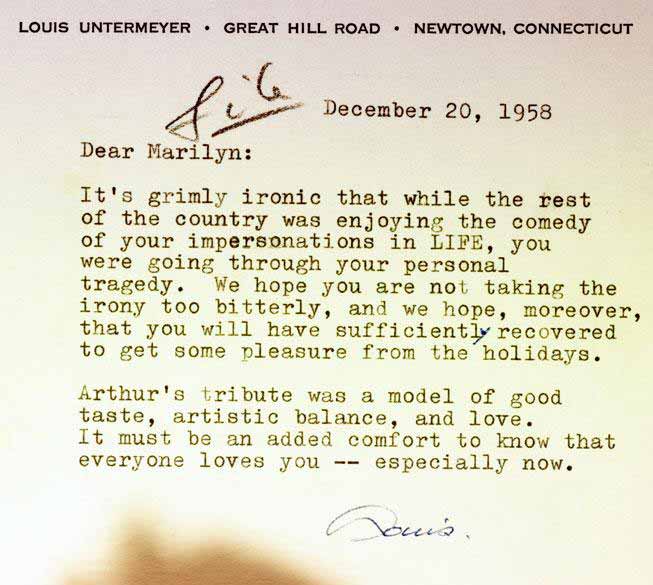 LOUIS UNTERMEYER • GREAT HILL ROAD • NEWTOWN, CONNECTICUT
file
December 20, 1958
Dear Marilyn:
It's grimly ironic that while the rest
of the country was enjoying the comedy
of your impersonations in LIFE, you
were going through your personal
tragedy. We hope you are not taking the
irony too bitterly, and we hope, moreover,
that you will have sufficiently recovered
to get some pleasure from the holidays.
Arthur's tribute was a model of good
taste, artistic balance, and love.
It must be an added comfort to know that
everyone loves you -- especially now.
Louis.